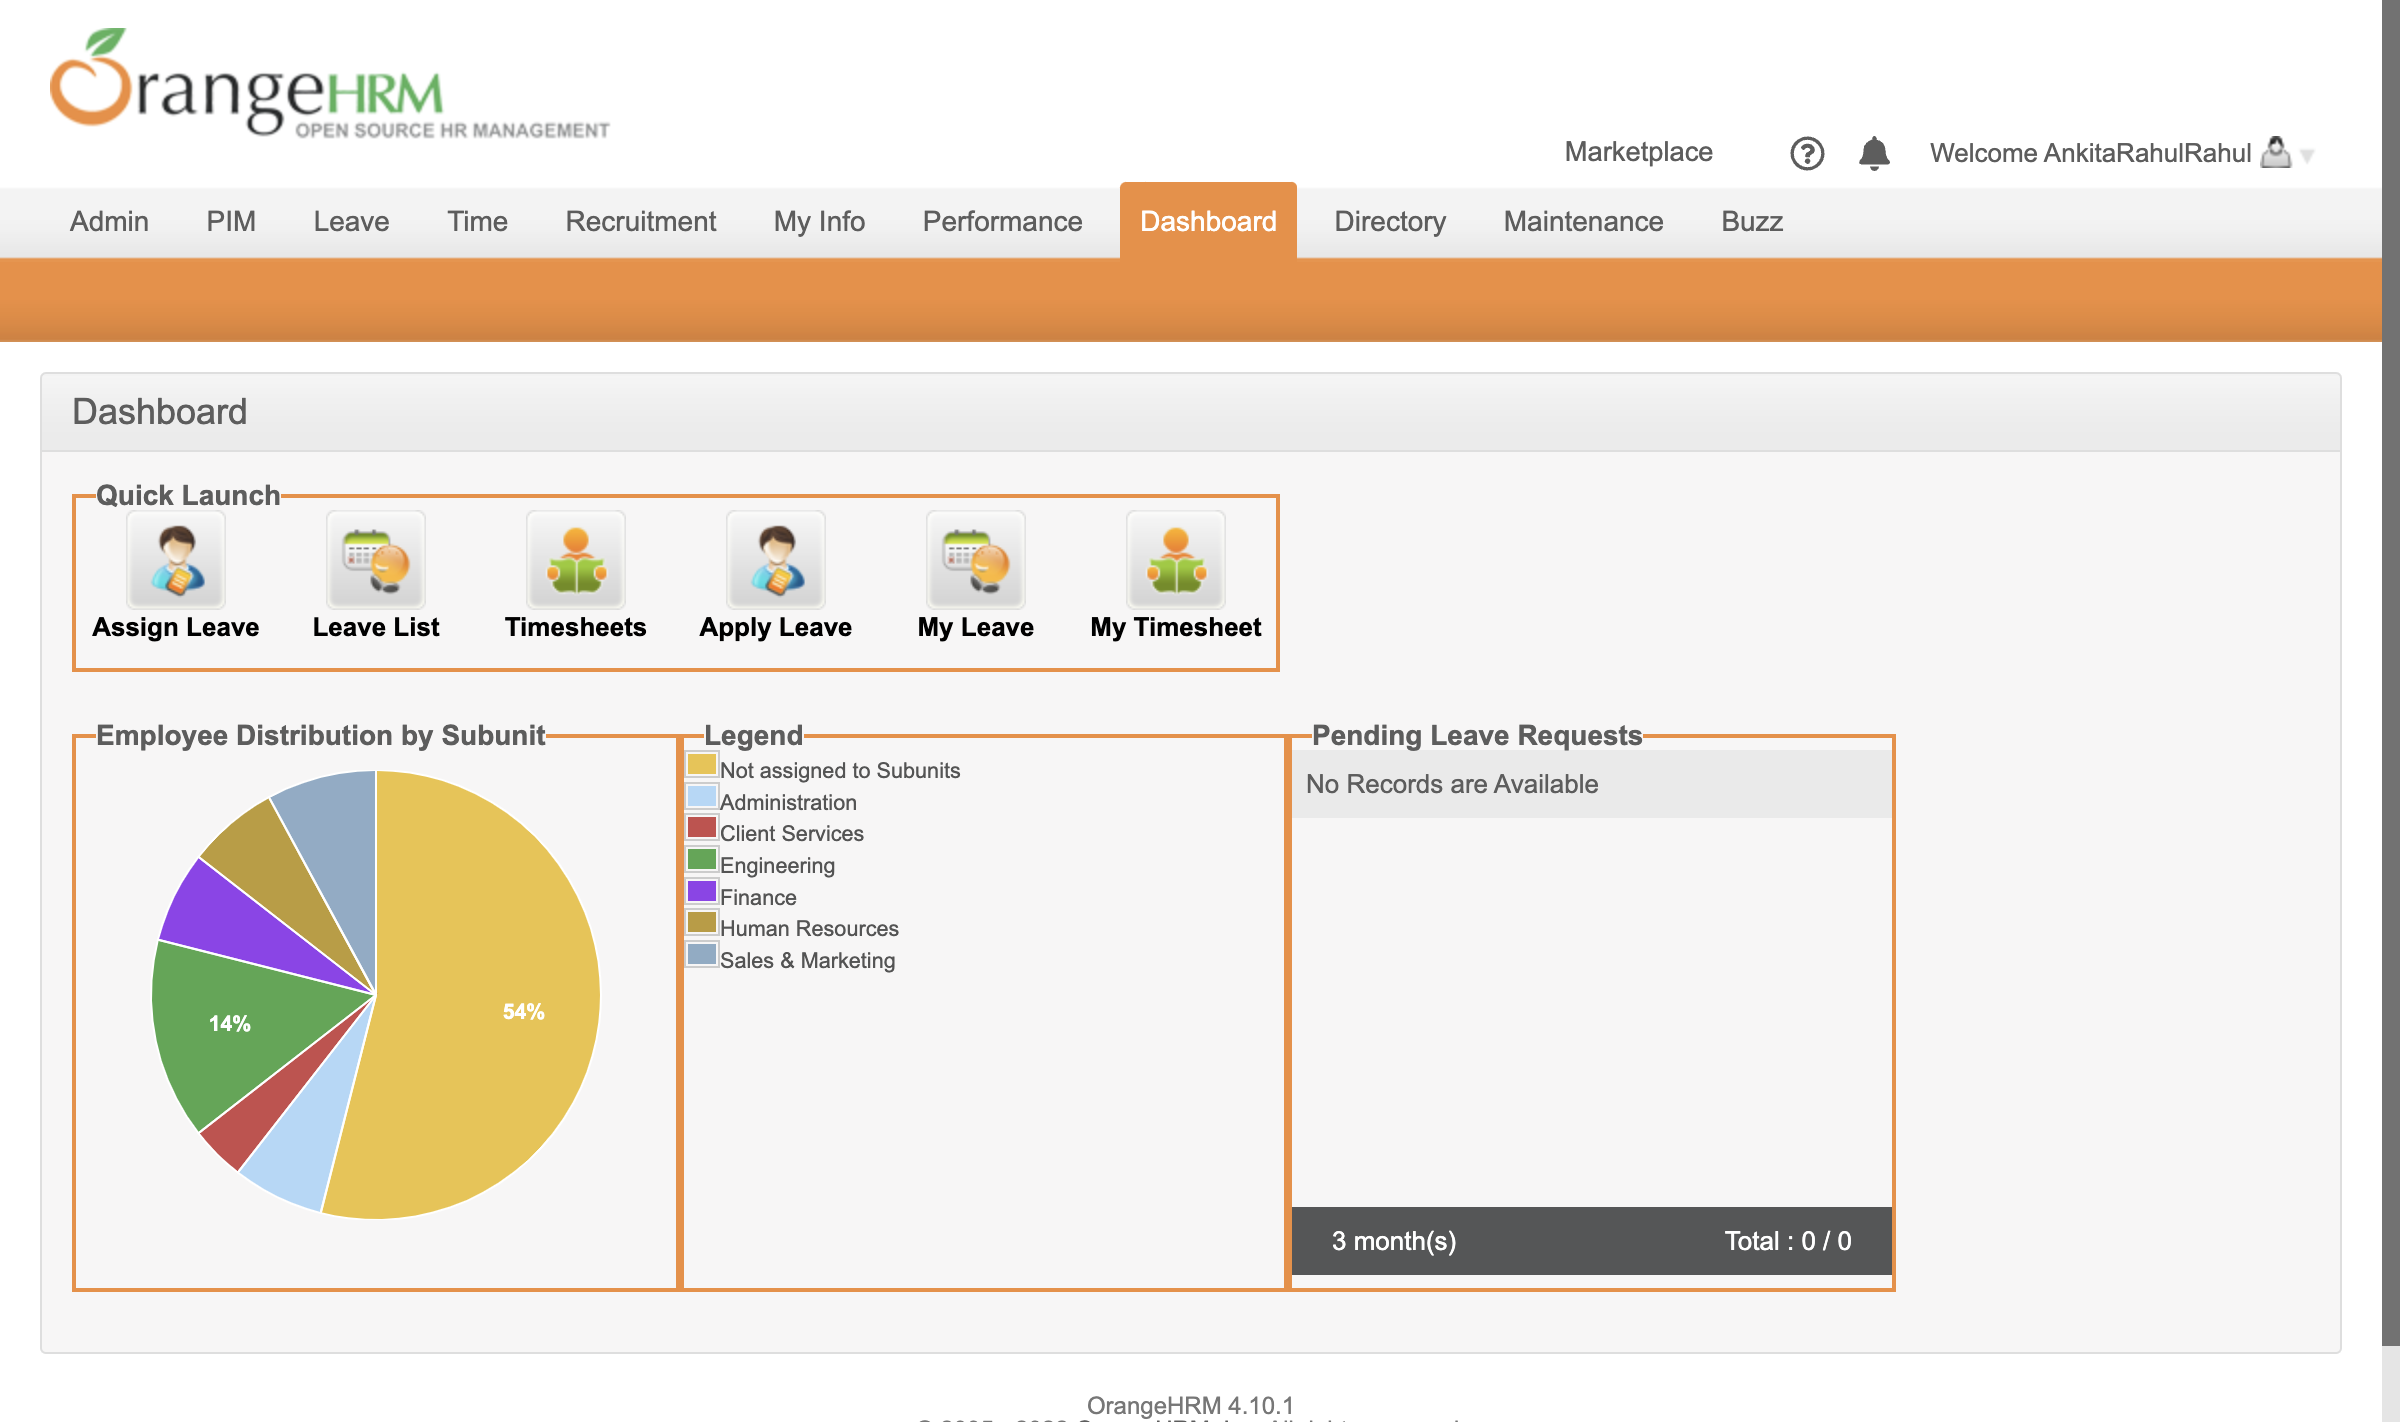 OrangeHRM
OPEN SOURCE HR MANAGEMENT
Marketplace
?
Welcome AnkitaRahulRahul
Admin PIM Leave Time Recruitment My Info Performance Dashboard Directory Maintenance Buzz
Dashboard
Quick Launch
Assign Leave Leave List Timesheets Apply Leave My Leave My Timesheet
Employee Distribution by Subunit
54%
14%
Legend
Not assigned to Subunits
Administration
Client Services
Engineering
Finance
Human Resources
Sales & Marketing
Pending Leave Requests
No Records are Available
3 month(s) Total : 0 / 0
OrangeHRM 4.10.1